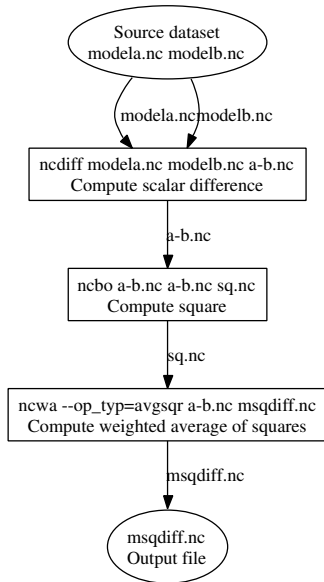 Source dataset
modela.nc modelb.nc
modela.nc
modelb.nc
ncdiff modela.nc modelb.nc a-b.nc
Compute scalar difference
a-b.nc
ncbo a-b.nc a-b.nc sq.nc
Compute square
sq.nc
ncwa --op_typ=avgsqr a-b.nc msqdiff.nc
Compute weighted average of squares
msqdiff.nc
msqdiff.nc
Output file